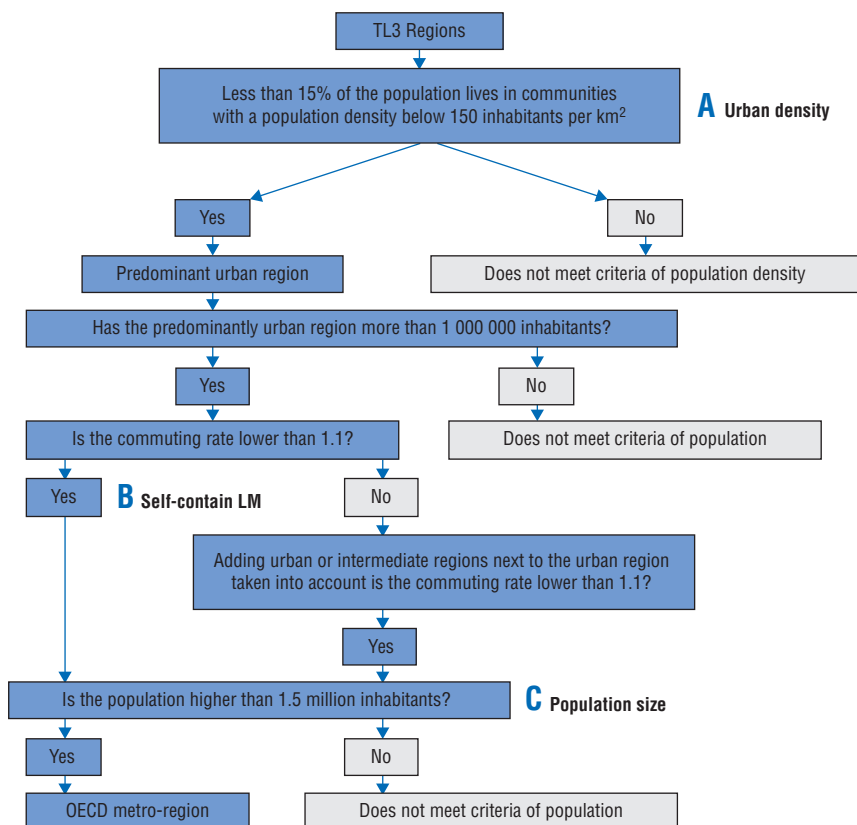 TL3 Regions
Less than 15% of the population lives in communities
with a population density below 150 inhabitants per km²
A Urban density
Yes
No
Predominant urban region
Does not meet criteria of population density
Has the predominantly urban region more than 1 000 000 inhabitants?
Yes
No
Is the commuting rate lower than 1.1?
Does not meet criteria of population
Yes
B Self-contain LM
No
Adding urban or intermediate regions next to the urban region
taken into account is the commuting rate lower than 1.1?
Yes
Is the population higher than 1.5 million inhabitants?
C Population size
Yes
No
OECD metro-region
Does not meet criteria of population